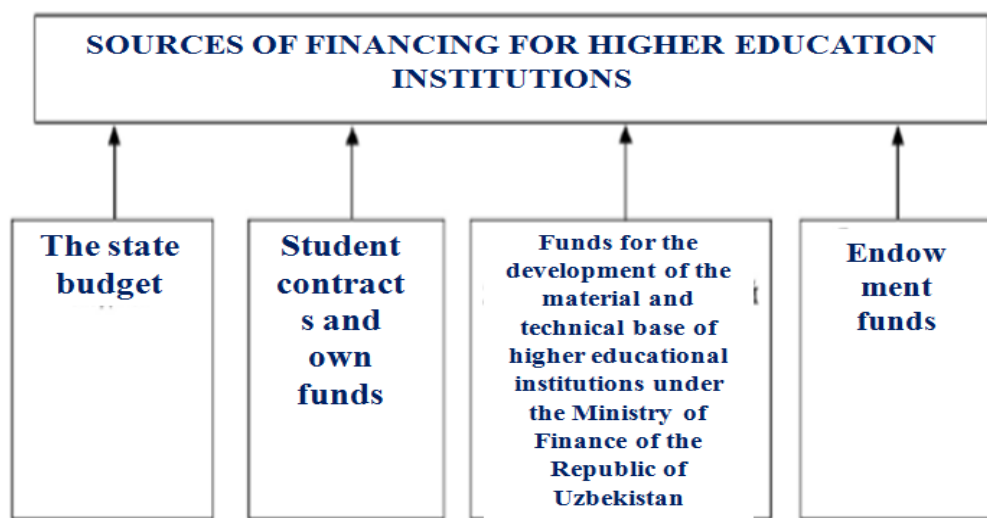 SOURCES OF FINANCING FOR HIGHER EDUCATION
INSTITUTIONS
The state
budget
Student
contract
s and
own
funds
Funds for the
development of the
material and
technical base of
higher educational
institutions under
the Ministry of
Finance of the
Republic of
Uzbekistan
Endow
ment
funds